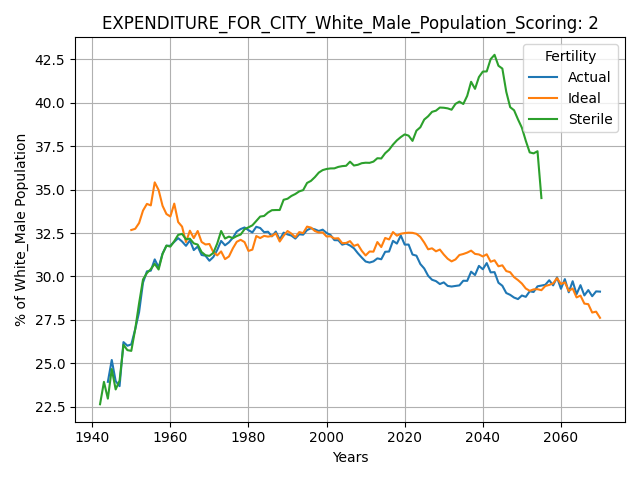 EXPENDITURE_FOR_CITY_White_Male_Population_Scoring: 2
Fertility
Actual
Ideal
Sterile
% of White_Male Population
42.5
40.0
37.5
35.0
32.5
30.0
27.5
25.0
22.5
1940 1960 1980 2000 2020 2040 2060
Years